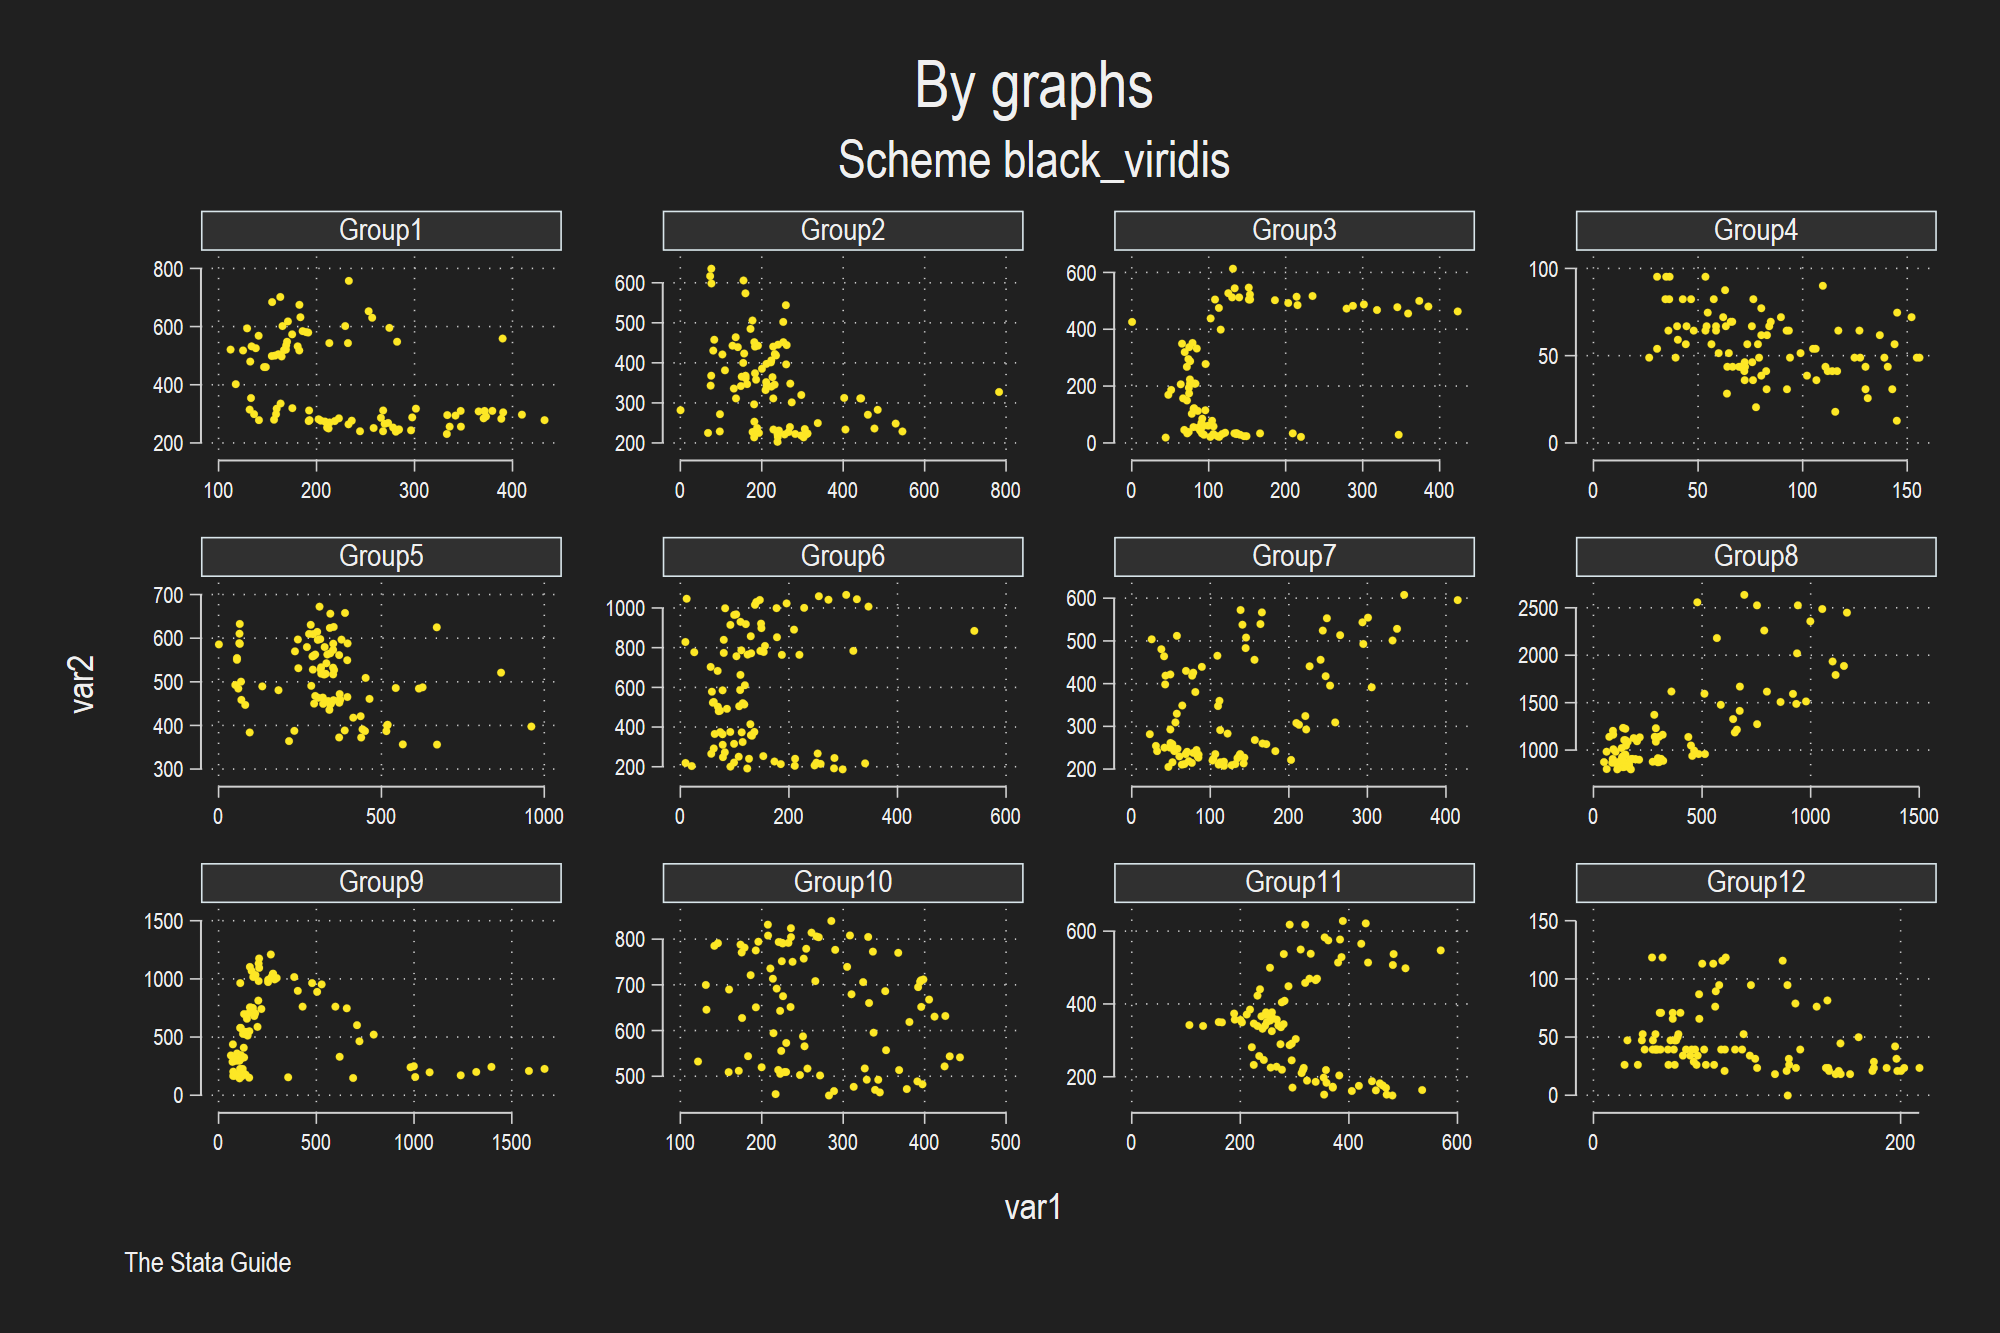 By graphs
Scheme black_viridis
Group1 Group2 Group3 Group4
800
600
400
200
100 200 300 400
600
500
400
300
200
0 200 400 600 800
600
400
200
0
0 100 200 300 400
100
50
0
0 50 100 150
var2
Group5 Group6 Group7 Group8
700
600
500
400
300
0 500 1000
1000
800
600
400
200
0 200 400 600
600
500
400
300
200
0 100 200 300 400
2500
2000
1500
1000
0 500 1000 1500
Group9 Group10 Group11 Group12
1500
1000
500
0
0 500 1000 1500
800
700
600
500
100 200 300 400 500
600
400
200
0 200 400 600
150
100
50
0
0 200
var1
The Stata Guide